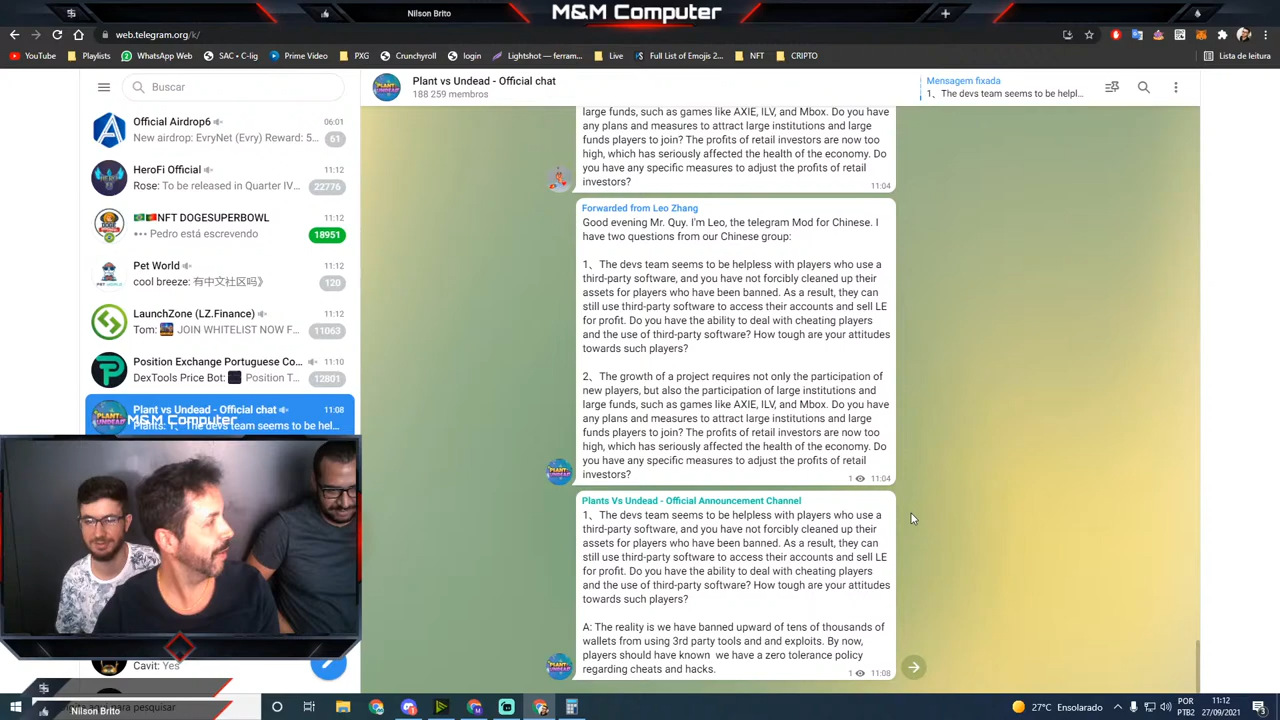 Nilson Brito
M&M Computer
web.telegram.org/k/
YouTube
Playlists
WhatsApp Web
SAC • C-lig
Prime Video
PXG
Crunchyroll
login
Lightshot — ferram...
Full List of Emojis 2...
NFT
CRIPTO
Lista de leitura
Buscar
Plant vs Undead - Official chat
188 259 membros
Mensagem fixada
1、The devs team seems to be helpl...
Official Airdrop6
06:01
New airdrop: EvryNet (Evry) Reward: 5...
61
HeroFi Official
11:12
Rose: To be released in Quarter IV...
22776
NFT DOGESUPERBOWL
11:12
Pedro está escrevendo
18951
Pet World
11:12
cool breeze: 有中文社区吗》
120
LaunchZone (LZ.Finance)
11:12
Tom: JOIN WHITELIST NOW F...
11063
Position Exchange Portuguese Co...
11:10
DexTools Price Bot: Position T...
12801
Plant vs Undead - Official chat
11:08
Plants: 1、The devs team seems to be hel...
M&M Computer
Cavit: Yes
large funds, such as games like AXIE, ILV, and Mbox. Do you have
any plans and measures to attract large institutions and large
funds players to join? The profits of retail investors are now too
high, which has seriously affected the health of the economy. Do
you have any specific measures to adjust the profits of retail
investors?
11:04
Forwarded from Leo Zhang
Good evening Mr. Quy. I'm Leo, the telegram Mod for Chinese. I
have two questions from our Chinese group:
1、The devs team seems to be helpless with players who use a
third-party software, and you have not forcibly cleaned up their
assets for players who have been banned. As a result, they can
still use third-party software to access their accounts and sell LE
for profit. Do you have the ability to deal with cheating players
and the use of third-party software? How tough are your attitudes
towards such players?
2、The growth of a project requires not only the participation of
new players, but also the participation of large institutions and
large funds, such as games like AXIE, ILV, and Mbox. Do you have
any plans and measures to attract large institutions and large
funds players to join? The profits of retail investors are now too
high, which has seriously affected the health of the economy. Do
you have any specific measures to adjust the profits of retail
investors?
1 11:04
Plants Vs Undead - Official Announcement Channel
1、The devs team seems to be helpless with players who use a
third-party software, and you have not forcibly cleaned up their
assets for players who have been banned. As a result, they can
still use third-party software to access their accounts and sell LE
for profit. Do you have the ability to deal with cheating players
and the use of third-party software? How tough are your attitudes
towards such players?
A: The reality is we have banned upward of tens of thousands of
wallets from using 3rd party tools and and exploits. By now,
players should have known we have a zero tolerance policy
regarding cheats and hacks.
1 11:08
aqui para pesquisar
Nilson Brito
27°C Ensolarado
POR
PTB2
11:12
27/09/2021